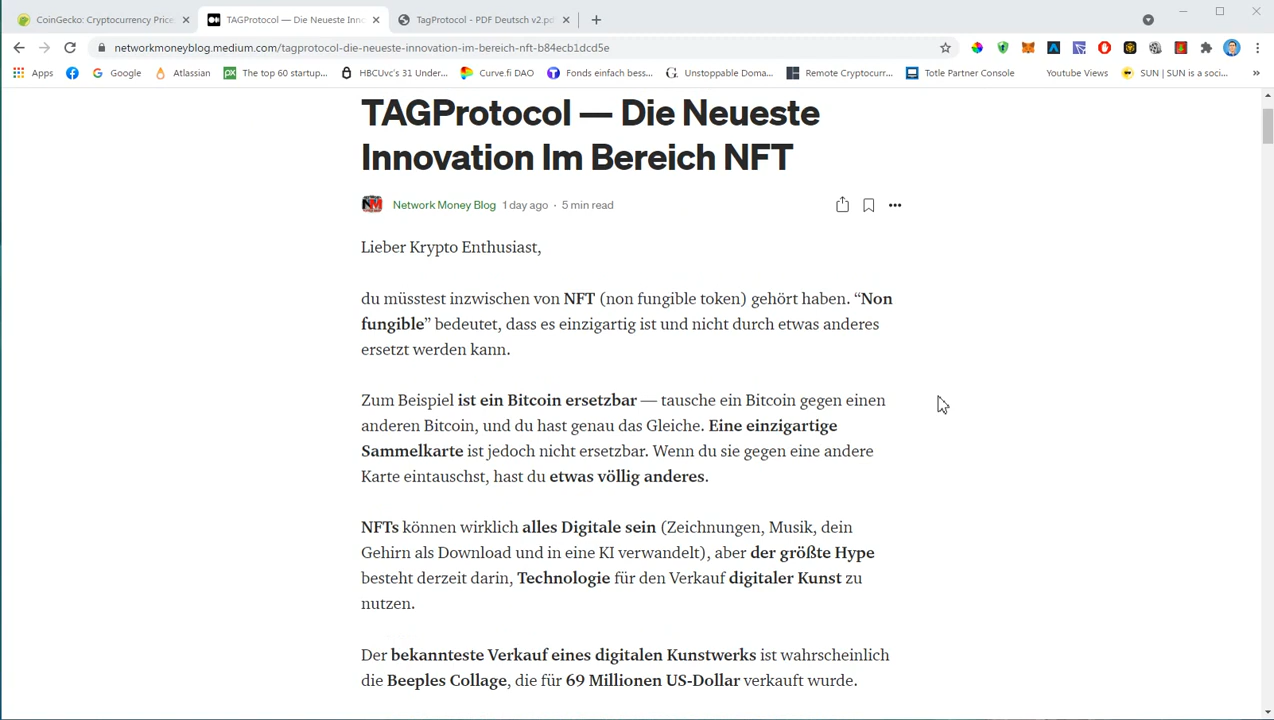 CoinGecko: Cryptocurrency Price
TAGProtocol — Die Neueste Inno
TagProtocol - PDF Deutsch v2.pd
networkmoneyblog.medium.com/tagprotocol-die-neueste-innovation-im-bereich-nft-b84ecb1dcd5e
Apps Google Atlassian The top 60 startup... HBCUvc's 31 Under... Curve.fi DAO Fonds einfach bess... Unstoppable Doma... Remote Cryptocurr... Totle Partner Console Youtube Views SUN | SUN is a soci... »
TAGProtocol — Die Neueste
Innovation Im Bereich NFT
NM Network Money Blog 1 day ago · 5 min read
Lieber Krypto Enthusiast,
du müsstest inzwischen von NFT (non fungible token) gehört haben. “Non
fungible” bedeutet, dass es einzigartig ist und nicht durch etwas anderes
ersetzt werden kann.
Zum Beispiel ist ein Bitcoin ersetzbar — tausche ein Bitcoin gegen einen
anderen Bitcoin, und du hast genau das Gleiche. Eine einzigartige
Sammelkarte ist jedoch nicht ersetzbar. Wenn du sie gegen eine andere
Karte eintauschst, hast du etwas völlig anderes.
NFTs können wirklich alles Digitale sein (Zeichnungen, Musik, dein
Gehirn als Download und in eine KI verwandelt), aber der größte Hype
besteht derzeit darin, Technologie für den Verkauf digitaler Kunst zu
nutzen.
Der bekannteste Verkauf eines digitalen Kunstwerks ist wahrscheinlich
die Beeples Collage, die für 69 Millionen US-Dollar verkauft wurde.